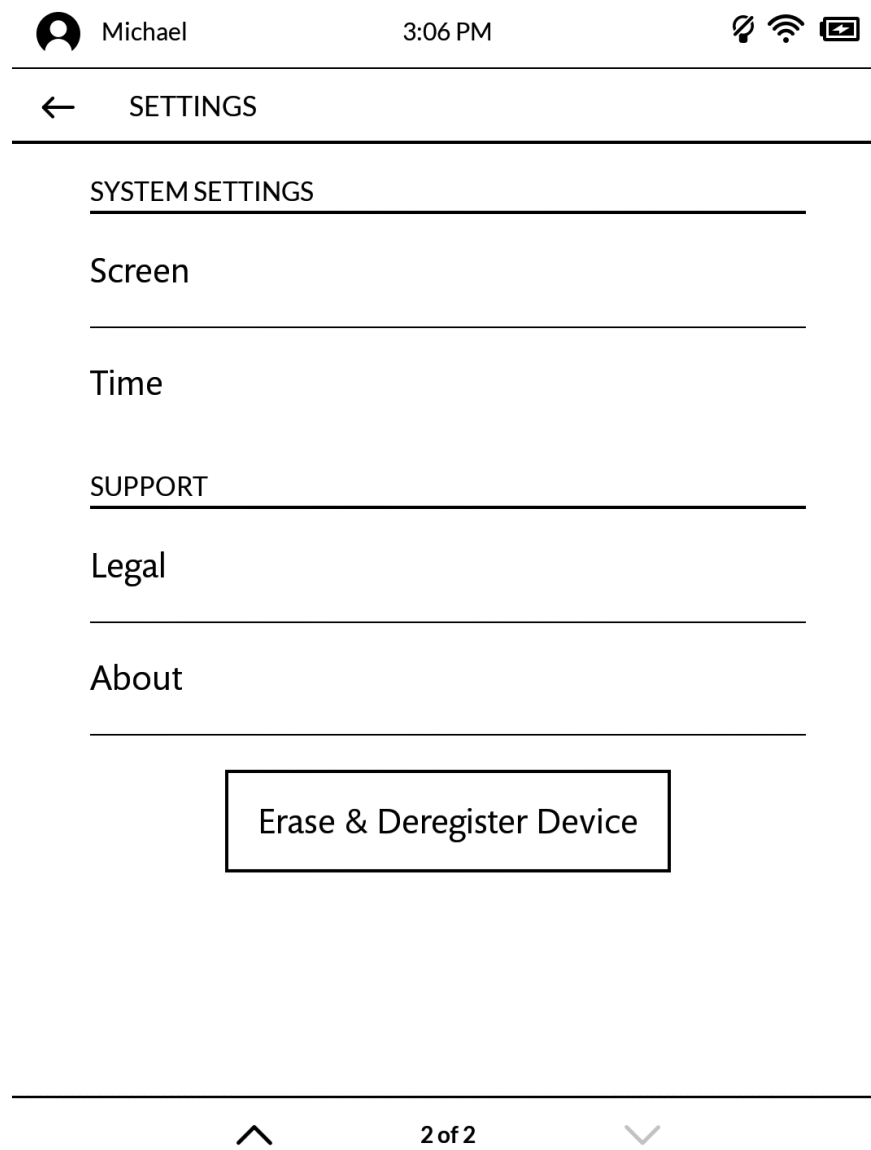 Michael 3:06 PM
SETTINGS
SYSTEM SETTINGS
Screen
Time
SUPPORT
Legal
About
Erase & Deregister Device
2 of 2